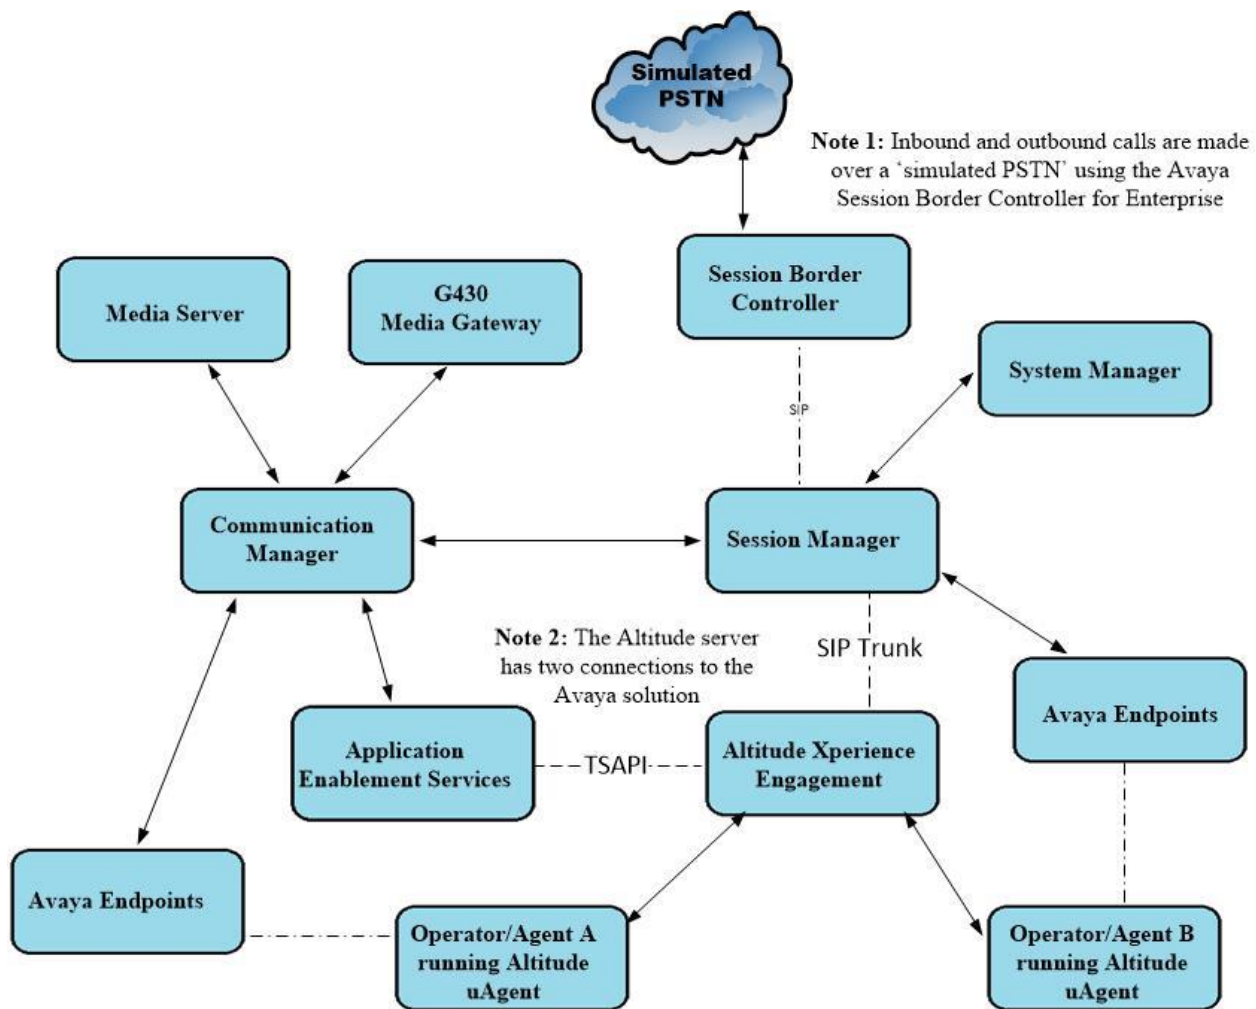 Simulated
PSTN
Note 1: Inbound and outbound calls are made
over a ‘simulated PSTN’ using the Avaya
Session Border Controller for Enterprise
Session Border
Controller
Media Server
G430
Media Gateway
System Manager
SIP
Communication
Manager
Session Manager
Note 2: The Altitude server
has two connections to the
Avaya solution
SIP Trunk
Avaya Endpoints
Application
Enablement Services
TSAPI
Altitude Xperience
Engagement
Avaya Endpoints
Operator/Agent A
running Altitude
uAgent
Operator/Agent B
running Altitude
uAgent